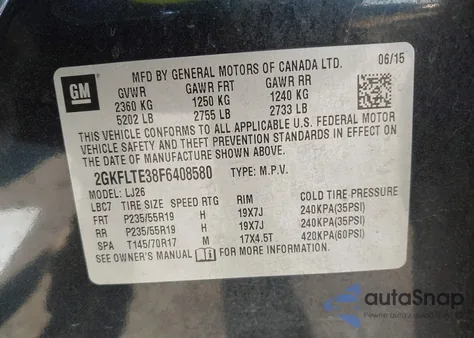 GM
MFD BY GENERAL MOTORS OF CANADA LTD. 06/15
GVWR GAWR FRT GAWR RR
2360 KG 1250 KG 1240 KG
5202 LB 2755 LB 2733 LB
THIS VEHICLE CONFORMS TO ALL APPLICABLE U.S. FEDERAL MOTOR
VEHICLE SAFETY, BUMPER, AND THEFT PREVENTION STANDARDS IN
EFFECT ON THE DATE OF MANUFACTURE SHOWN ABOVE.
2GKFLTE38F6408580 TYPE: M.P.V.
MODEL: LJ26
LBC7 TIRE SIZE SPEED RTG RIM COLD TIRE PRESSURE
FRT P235/55R19 H 19X7J 240KPA(35PSI)
RR P235/55R19 H 19X7J 240KPA(35PSI)
SPA T145/70R17 M 17X4.5T 420KPA(60PSI)
SEE OWNER'S MANUAL FOR MORE INFORMATION.
autoSnap